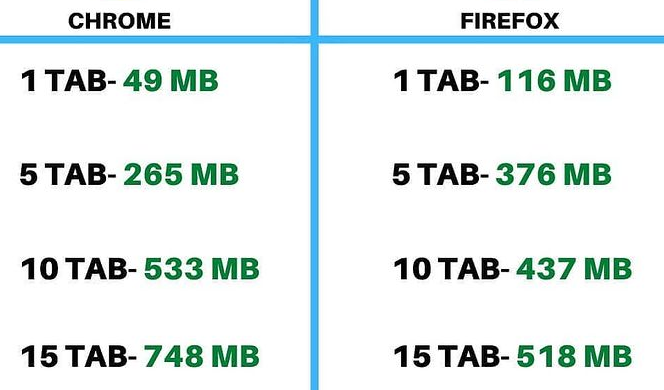 CHROME FIREFOX
1 TAB- 49 MB 1 TAB- 116 MB
5 TAB- 265 MB 5 TAB- 376 MB
10 TAB- 533 MB 10 TAB- 437 MB
15 TAB- 748 MB 15 TAB- 518 MB